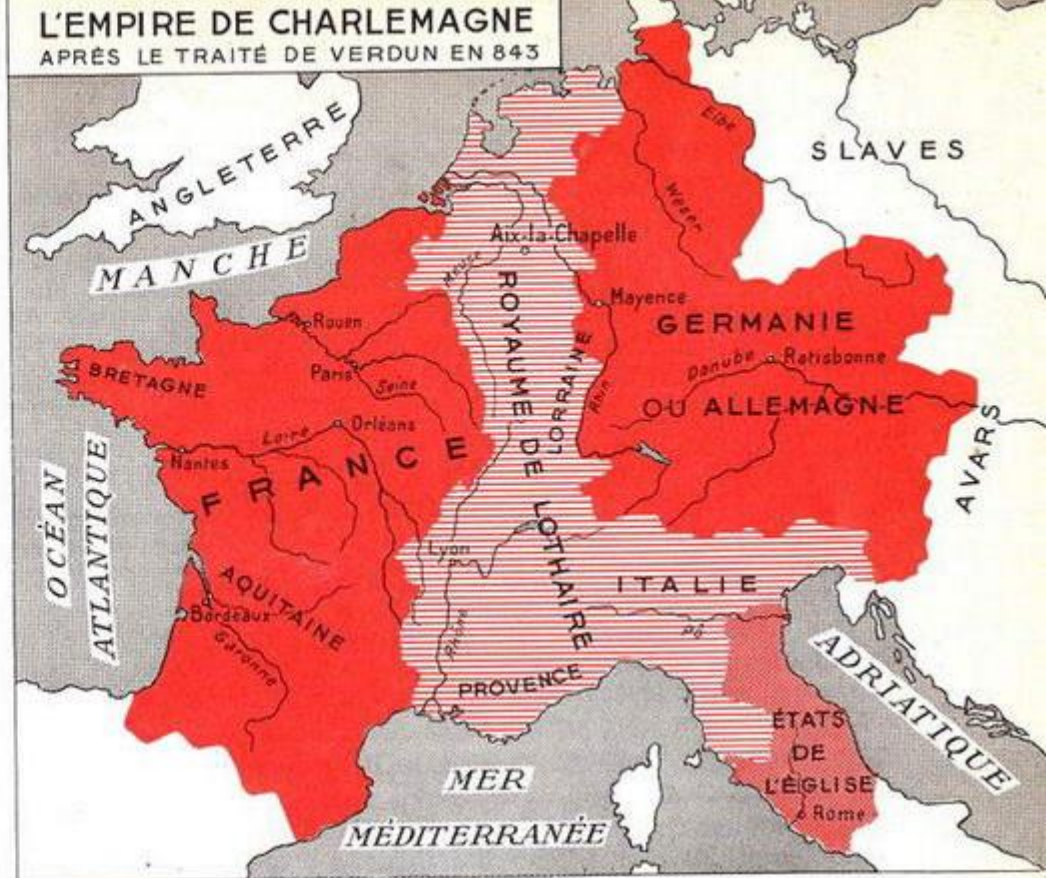 L'EMPIRE DE CHARLEMAGNE
APRÈS LE TRAITÉ DE VERDUN EN 843
ANGLETERRE
MANCHE
SLAVES
Elbe
Weser
Aix-la-Chapelle
Meuse
Mayence
GERMANIE
OU ALLEMAGNE
Danube
Ratisbonne
Rhin
LORRAINE
ROYAUME DE LOTHAIRE
Rouen
Paris
Seine
BRETAGNE
Loire
Orléans
Nantes
FRANCE
AVARS
OCÉAN
ATLANTIQUE
AQUITAINE
Bordeaux
Garonne
Lyon
Rhône
ITALIE
Pô
PROVENCE
ADRIATIQUE
ÉTATS
DE
L'ÉGLISE
Rome
MER
MÉDITERRANÉE